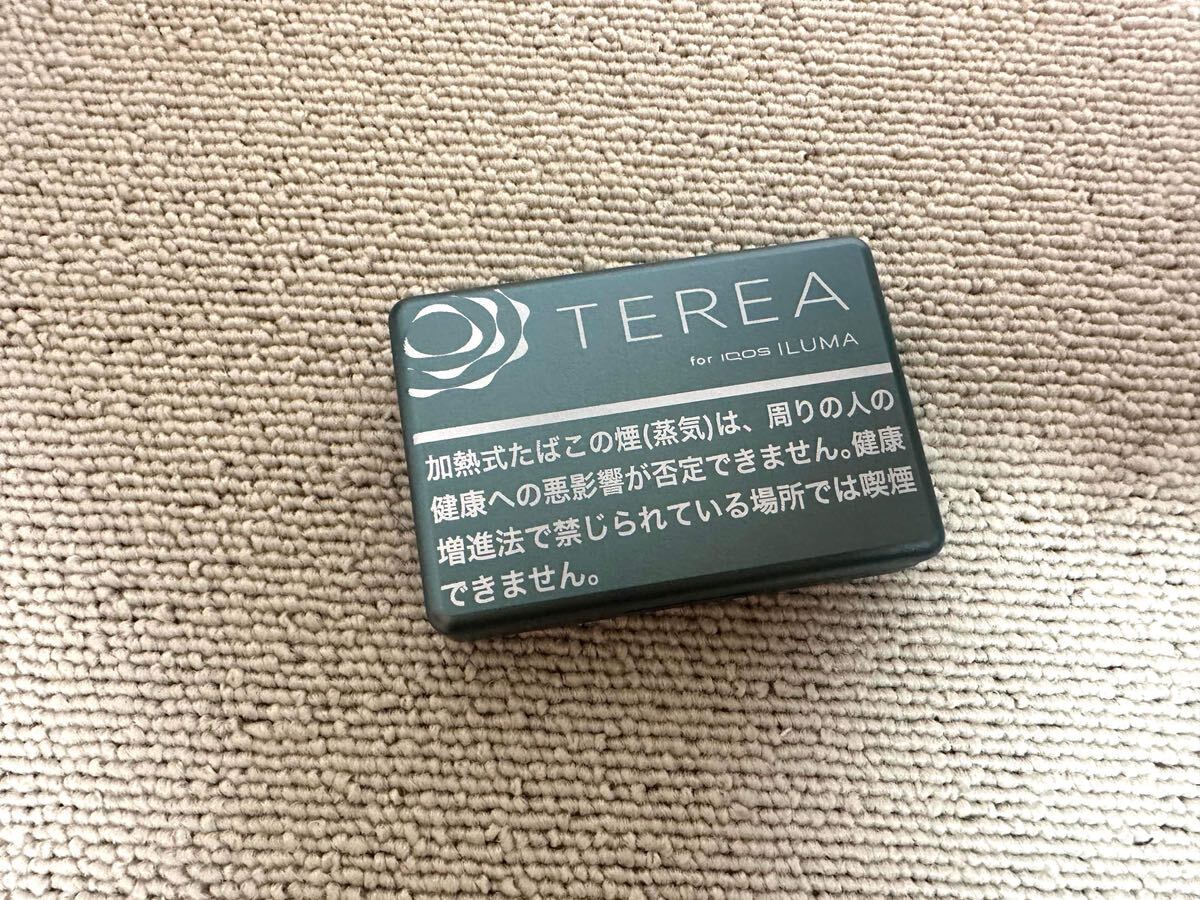 TEREA
for IQOS ILUMA
加熱式たばこの煙(蒸気)は、周りの人の
健康への悪影響が否定できません。健康
増進法で禁じられている場所では喫煙
できません。